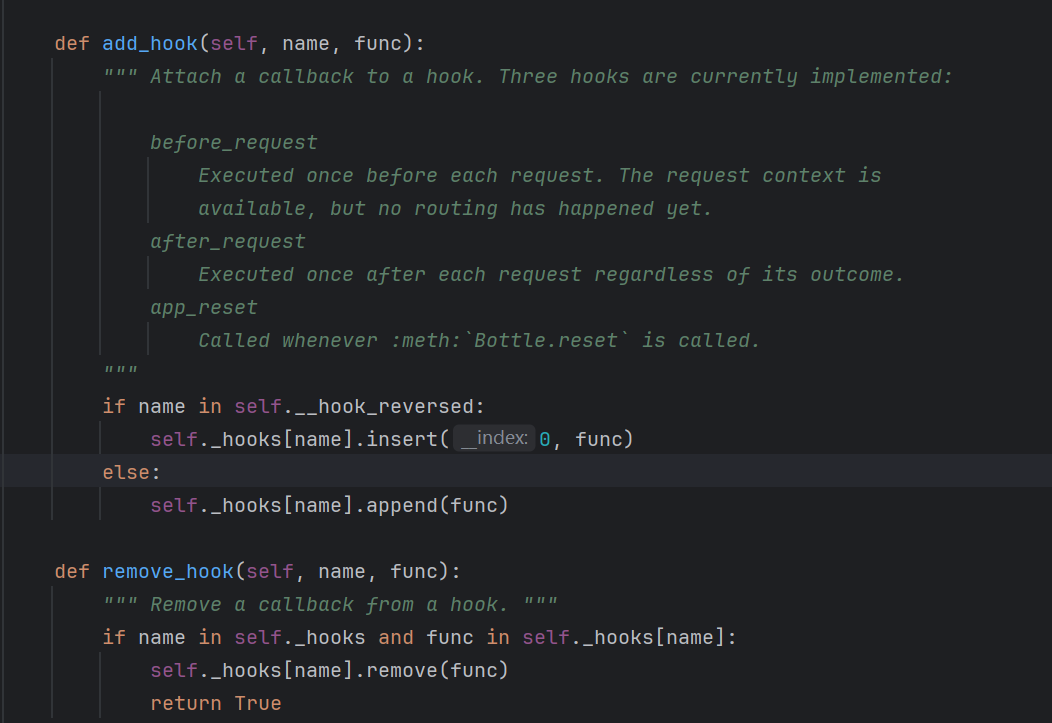 def add_hook(self, name, func):
""" Attach a callback to a hook. Three hooks are currently implemented:
before_request
Executed once before each request. The request context is
available, but no routing has happened yet.
after_request
Executed once after each request regardless of its outcome.
app_reset
Called whenever :meth:`Bottle.reset` is called.
"""
if name in self.__hook_reversed:
self._hooks[name].insert(__index: 0, func)
else:
self._hooks[name].append(func)
def remove_hook(self, name, func):
""" Remove a callback from a hook. """
if name in self._hooks and func in self._hooks[name]:
self._hooks[name].remove(func)
return True